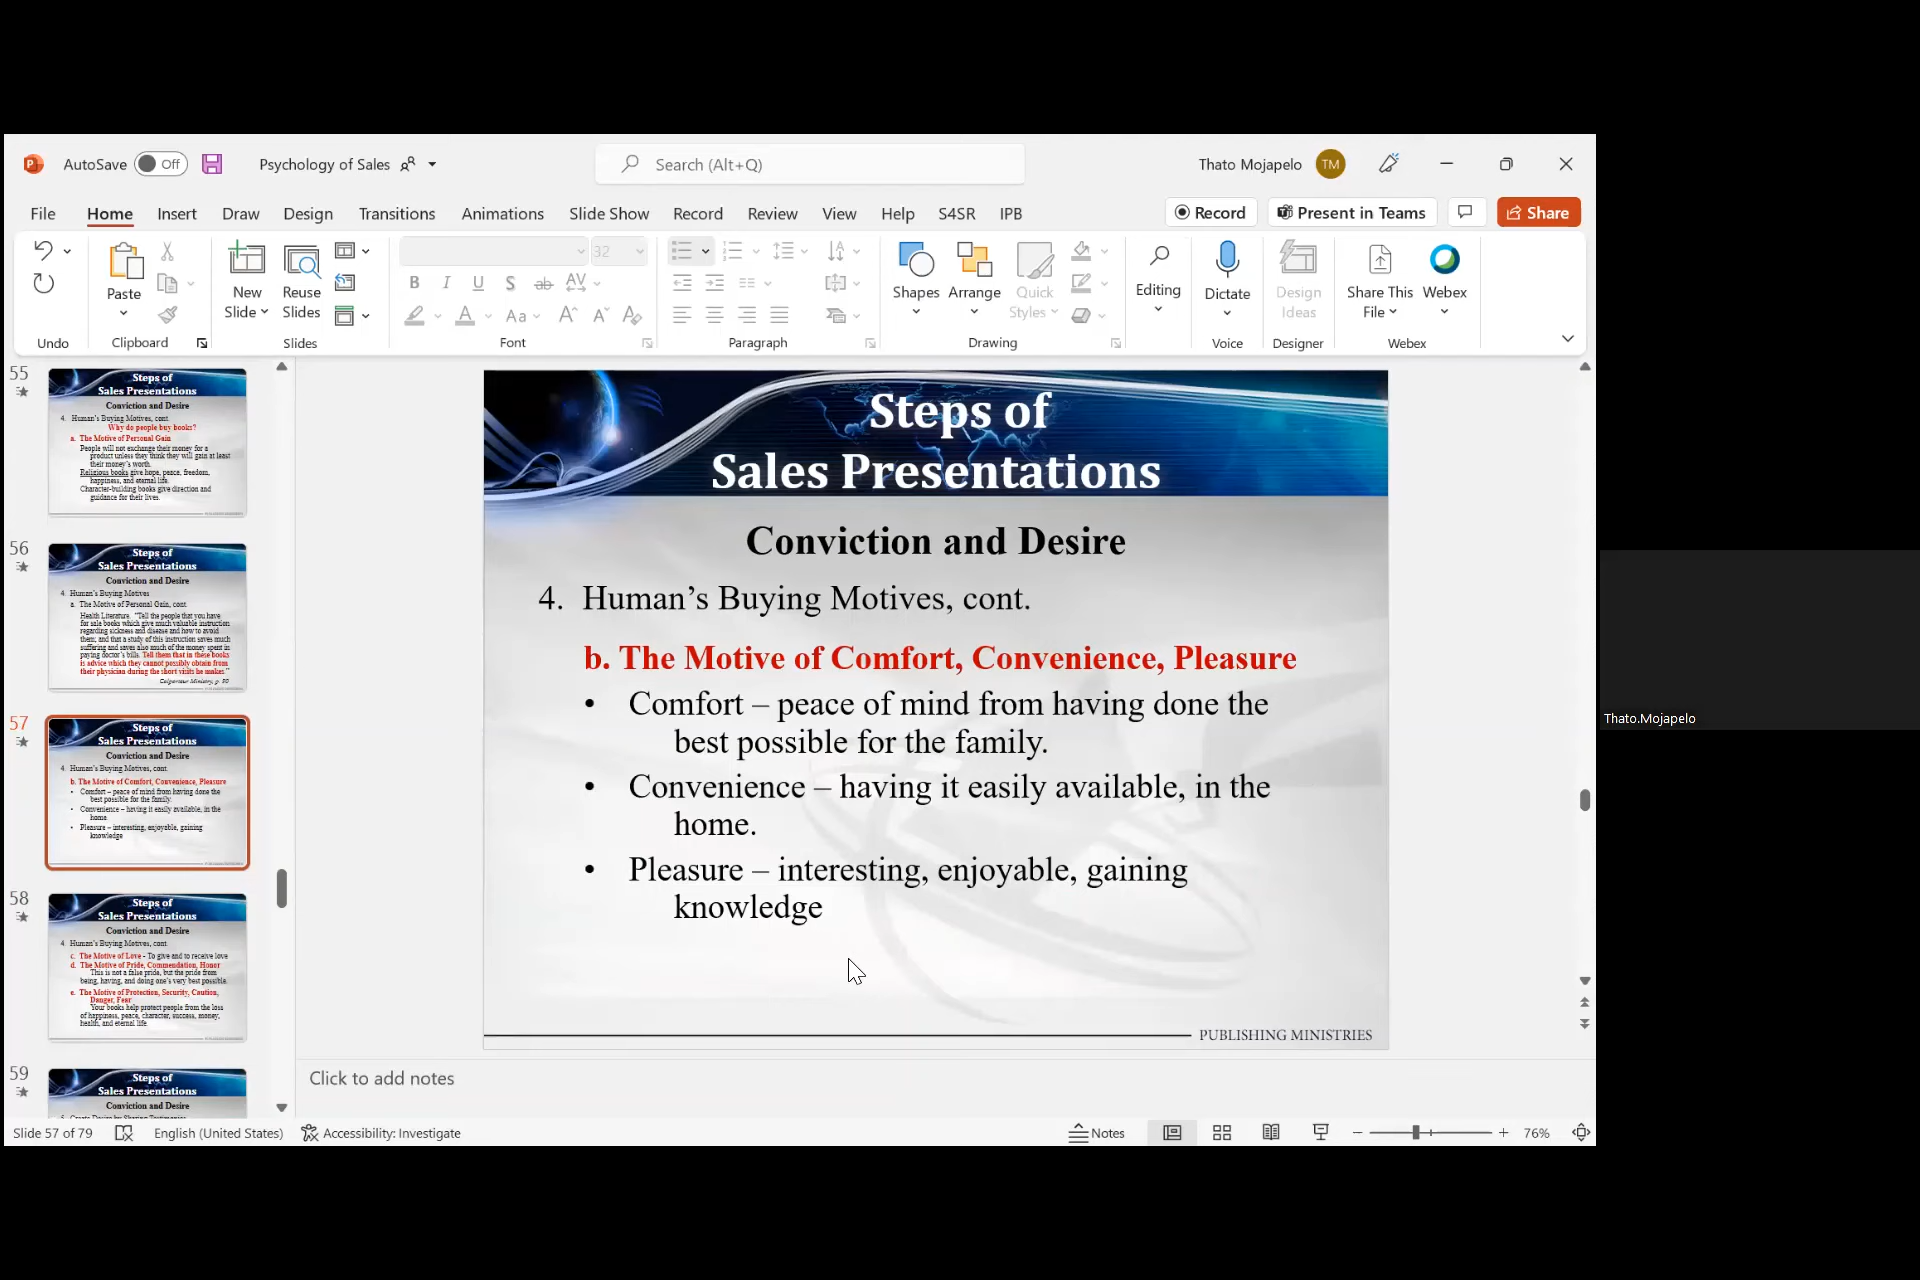 AutoSave Off Psychology of Sales Search (Alt+Q) Thato Mojapelo TM
File Home Insert Draw Design Transitions Animations Slide Show Record Review View Help S4SR IPB Record Present in Teams Share
Paste
New
Slide
Reuse
Slides
32
B I U S ab AV
A Aa A A A
Shapes
Arrange
Quick
Styles
Editing
Dictate
Design
Ideas
Share This
File
Webex
Undo Clipboard Slides Font Paragraph Drawing Voice Designer Webex
55
Steps of
Sales Presentations
Conviction and Desire
4. Human's Buying Motives, cont.
Why do people buy books?
a. The Motive of Personal Gain
People will not exchange their money for a
product unless they think they will gain at least
their money's worth.
Religious books give hope, peace, freedom,
happiness, and eternal life.
Character-building books give direction and
guidance for their lives.
56
Steps of
Sales Presentations
Conviction and Desire
4. Human's Buying Motives
a. The Motive of Personal Gain, cont.
Health Literature. "Tell the people that you have
for sale books which give much valuable instruction
regarding sickness and disease and how to avoid
them; and that a study of this instruction saves much
suffering and saves also much of the money spent in
paying doctor's bills. Tell them that in these books
is advice which they cannot possibly obtain from
their physician during the short visits he makes."
Colporteur Ministry, p. 
57
Steps of
Sales Presentations
Conviction and Desire
4. Human's Buying Motives, cont.
b. The Motive of Comfort, Convenience, Pleasure
• Comfort – peace of mind from having done the
best possible for the family.
• Convenience – having it easily available, in the
home.
• Pleasure – interesting, enjoyable, gaining
knowledge
58
Steps of
Sales Presentations
Conviction and Desire
4. Human's Buying Motives, cont.
c. The Motive of Love - To give and to receive love
d. The Motive of Pride, Commendation, Honor
This is not a false pride, but the pride from
being, having, and doing one's very best possible.
e. The Motive of Protection, Security, Caution,
Danger, Fear
Your books help protect people from the loss
of happiness, peace, character, success, money,
health, and eternal life.
59
Steps of
Sales Presentations
Conviction and Desire
Steps of
Sales Presentations
Conviction and Desire
4. Human’s Buying Motives, cont.
b. The Motive of Comfort, Convenience, Pleasure
• Comfort – peace of mind from having done the
best possible for the family.
• Convenience – having it easily available, in the
home.
• Pleasure – interesting, enjoyable, gaining
knowledge
PUBLISHING MINISTRIES
Click to add notes
Slide 57 of 79 English (United States) Accessibility: Investigate Notes 76%
Thato.Mojapelo